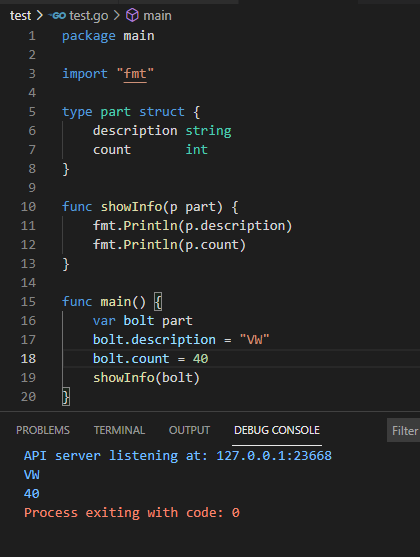 test > test.go > main
1 package main
2
3 import "fmt"
4
5 type part struct {
6     description string
7     count       int
8 }
9
10 func showInfo(p part) {
11     fmt.Println(p.description)
12     fmt.Println(p.count)
13 }
14
15 func main() {
16     var bolt part
17     bolt.description = "VW"
18     bolt.count = 40
19     showInfo(bolt)
20 }
PROBLEMS TERMINAL OUTPUT DEBUG CONSOLE Filter
API server listening at: 127.0.0.1:23668
VW
40
Process exiting with code: 0